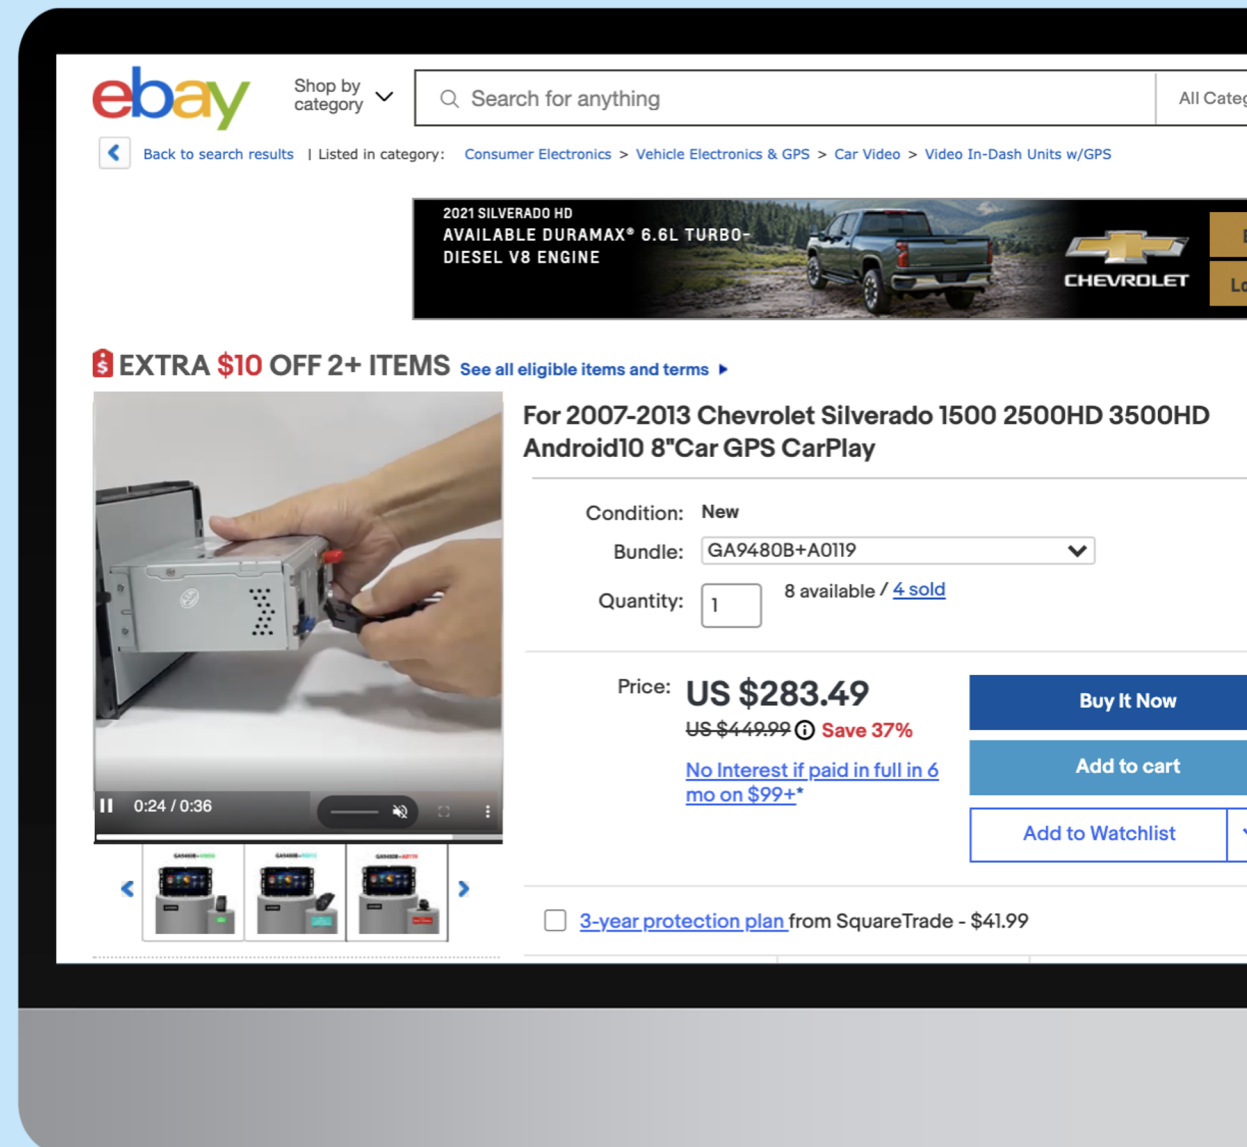 ebay
Shop by
category
Search for anything
All Categ
Back to search results | Listed in category: Consumer Electronics > Vehicle Electronics & GPS > Car Video > Video In-Dash Units w/GPS
2021 SILVERADO HD
AVAILABLE DURAMAX® 6.6L TURBO-
DIESEL V8 ENGINE
CHEVROLET
Lo
$ EXTRA $10 OFF 2+ ITEMS See all eligible items and terms
For 2007-2013 Chevrolet Silverado 1500 2500HD 3500HD
Android10 8"Car GPS CarPlay
Condition: New
Bundle: GA9480B+A0119
Quantity: 1 8 available / 4 sold
Price: US $283.49
US $449.99 Save 37%
No Interest if paid in full in 6
mo on $99+*
Buy It Now
Add to cart
Add to Watchlist
0:24 / 0:36
3-year protection plan from SquareTrade - $41.99